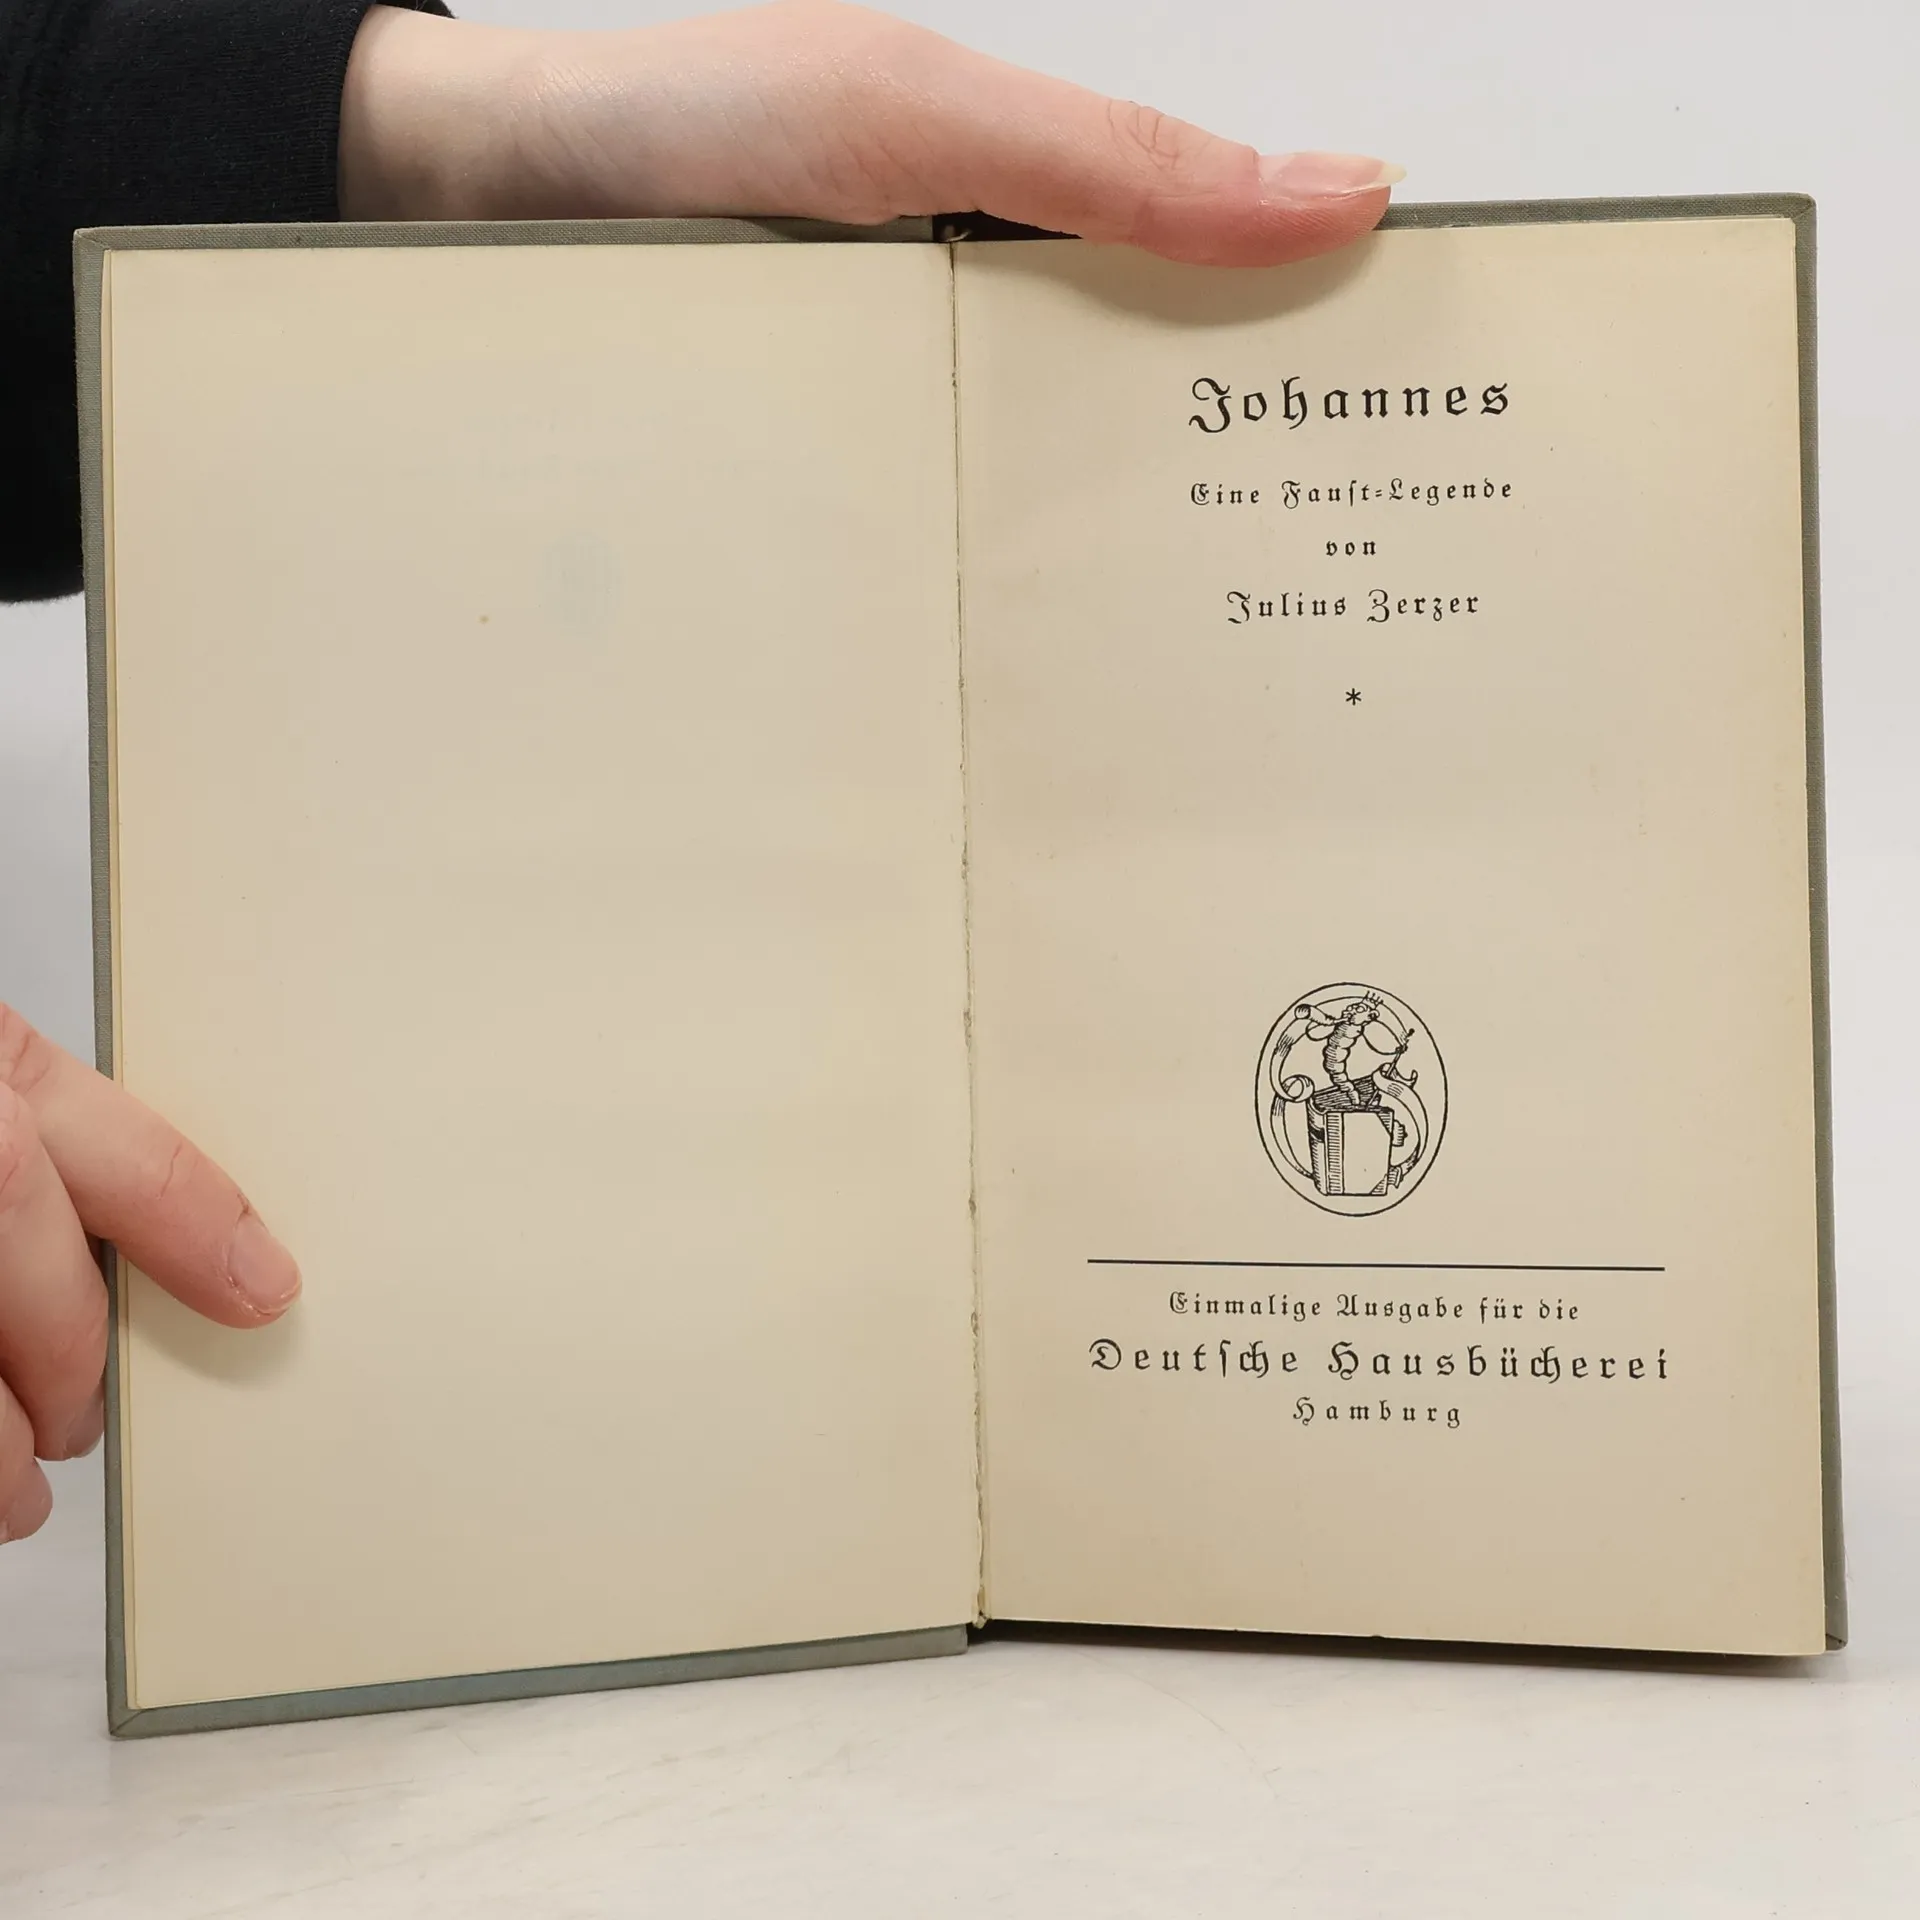 Johannes
Eine Fauſt-Legende
von
Julius Zerzer
*
Einmalige Ausgabe für die
Deutſche Hausbücherei
Hamburg